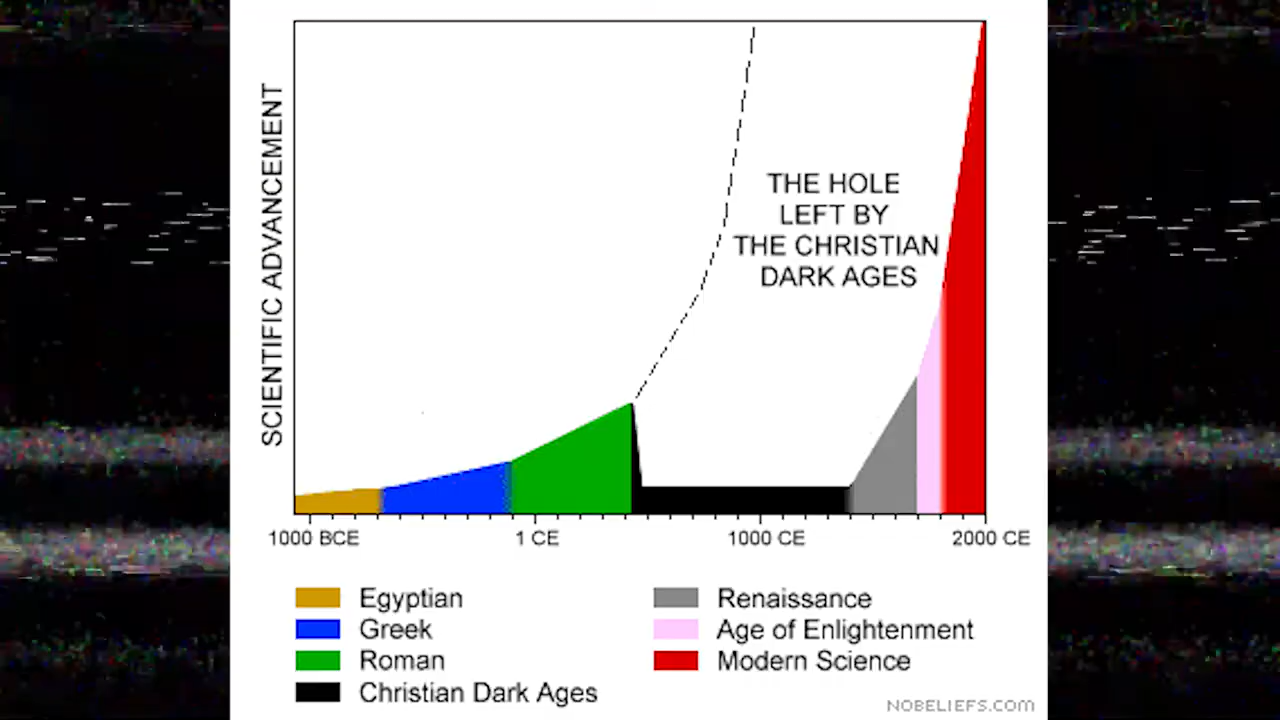 SCIENTIFIC ADVANCEMENT
THE HOLE
LEFT BY
THE CHRISTIAN
DARK AGES
1000 BCE
1 CE
1000 CE
2000 CE
Egyptian
Greek
Roman
Christian Dark Ages
Renaissance
Age of Enlightenment
Modern Science
NOBELIEFS.COM